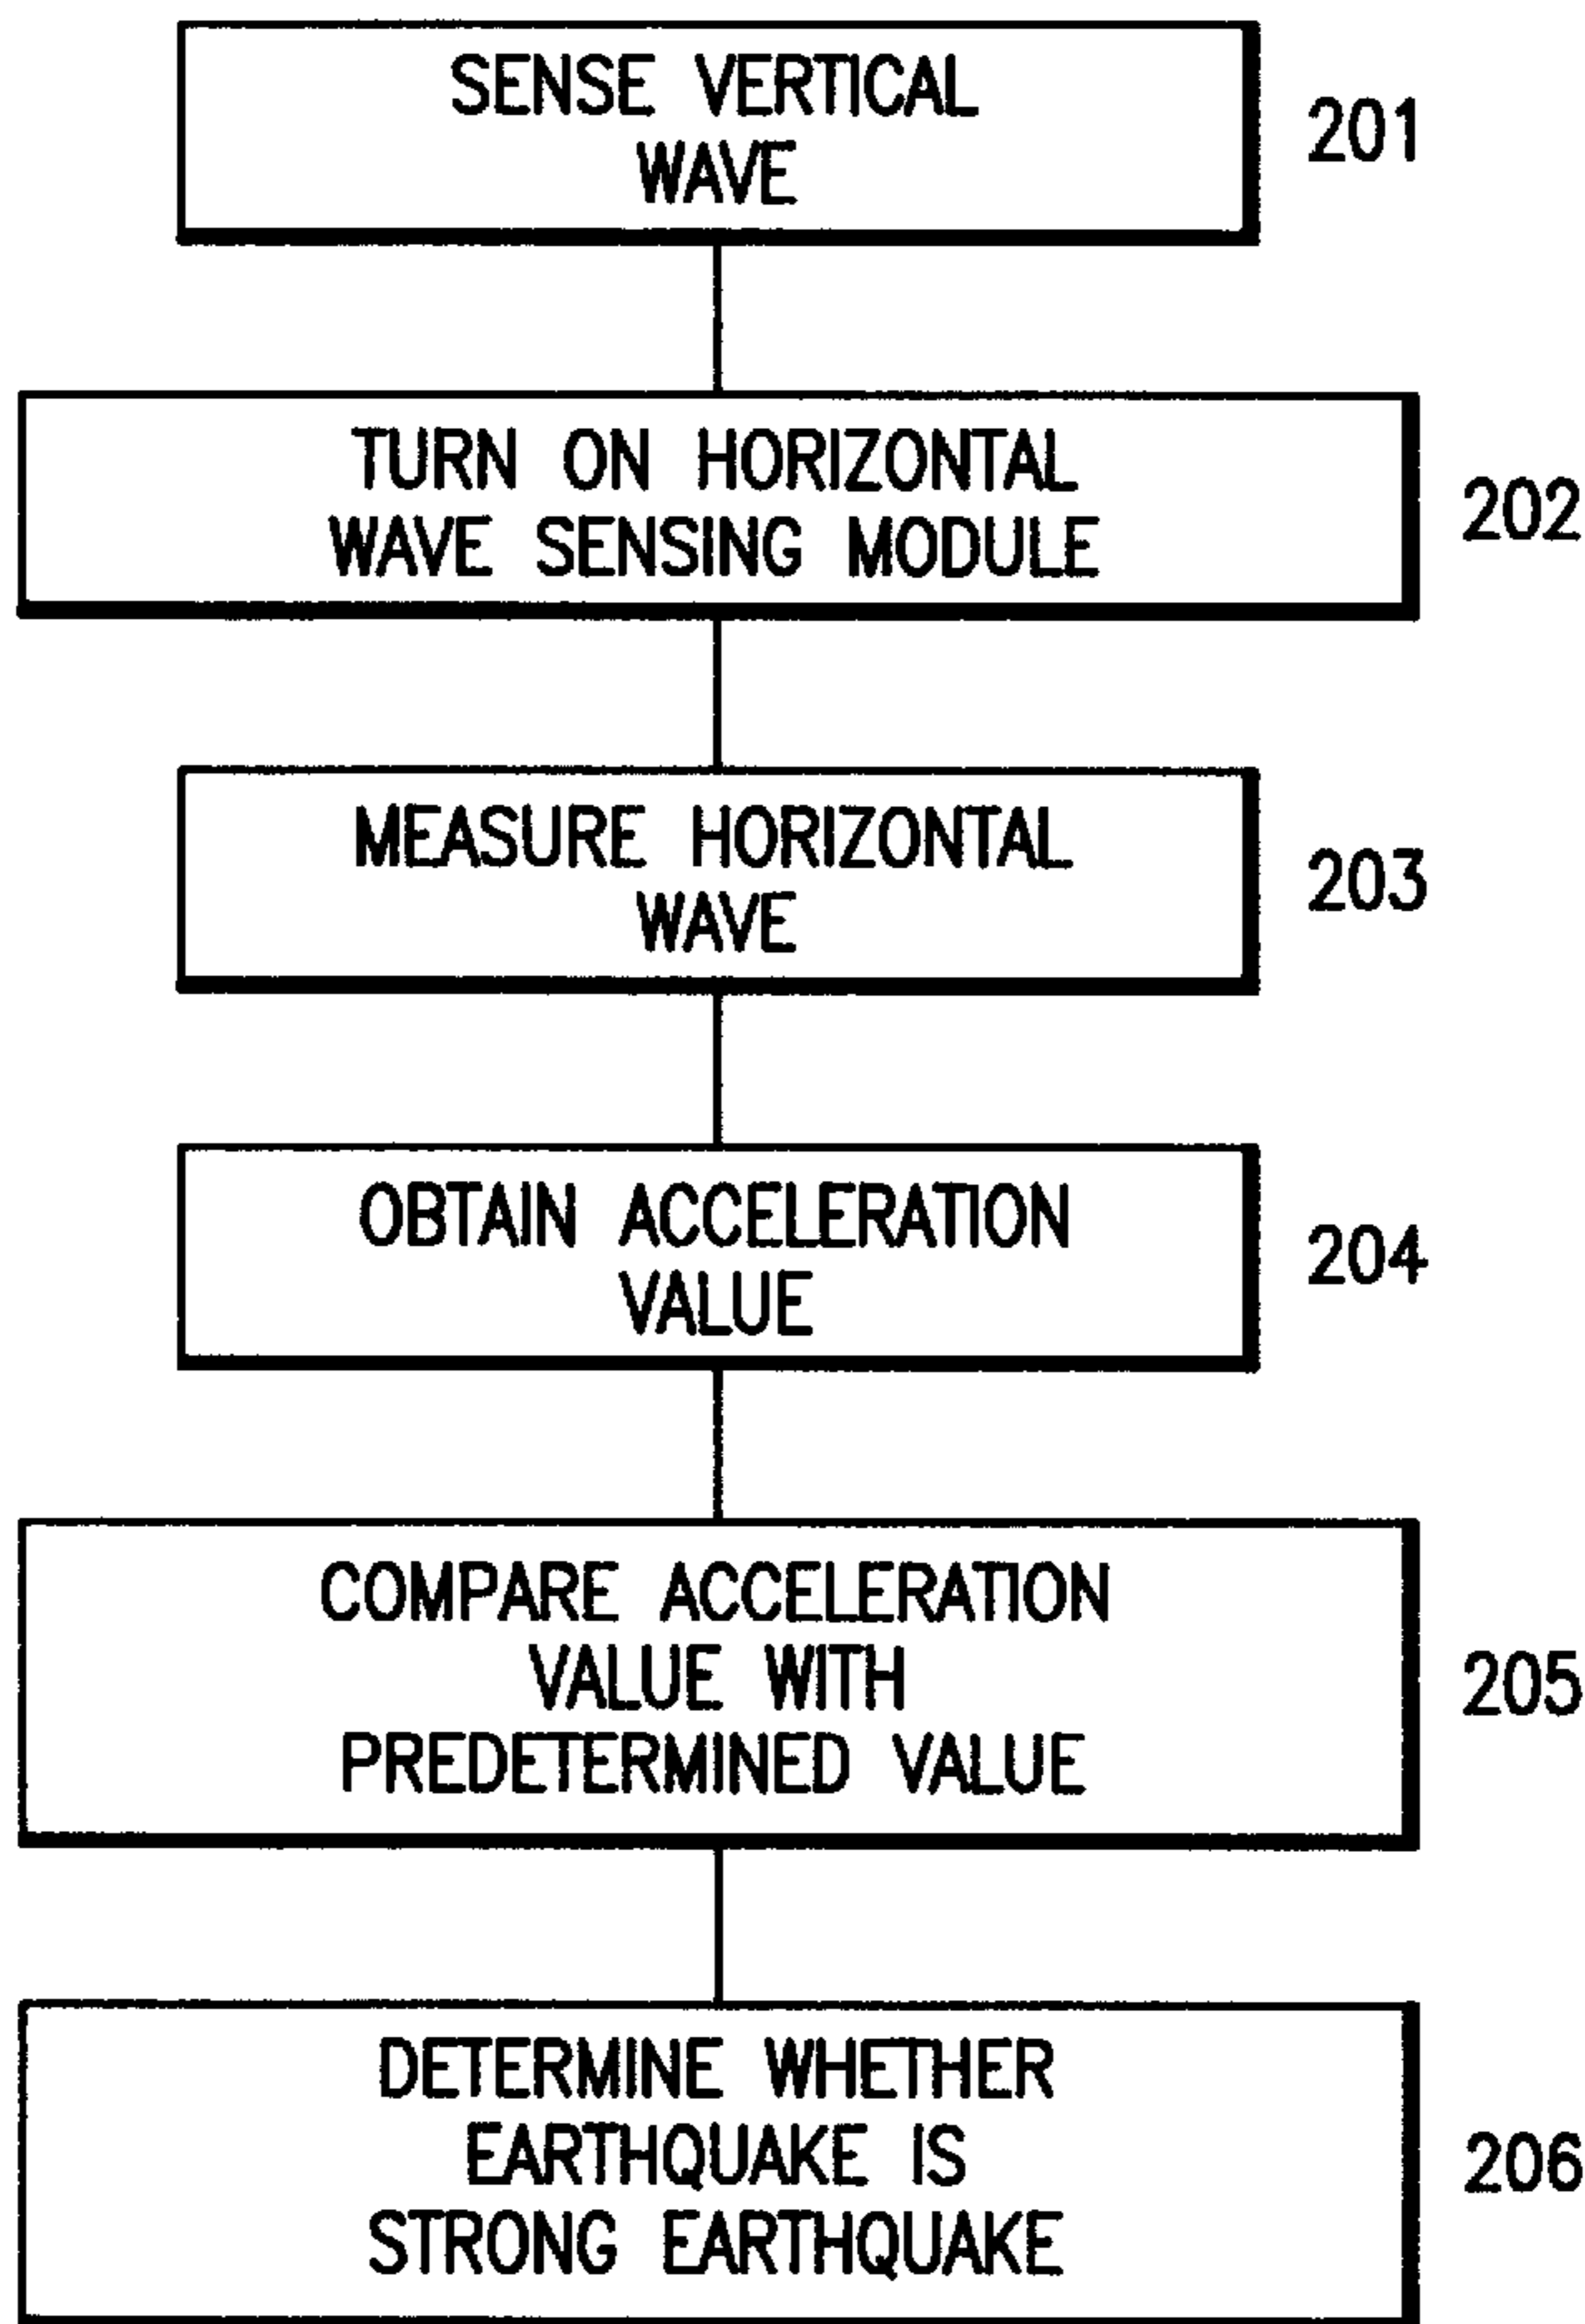 SENSE VERTICAL
WAVE
201
TURN ON HORIZONTAL
WAVE SENSING MODULE
202
MEASURE HORIZONTAL
WAVE
203
OBTAIN ACCELERATION
VALUE
204
COMPARE ACCELERATION
VALUE WITH
PREDETERMINED VALUE
205
DETERMINE WHETHER
EARTHQUAKE IS
STRONG EARTHQUAKE
206